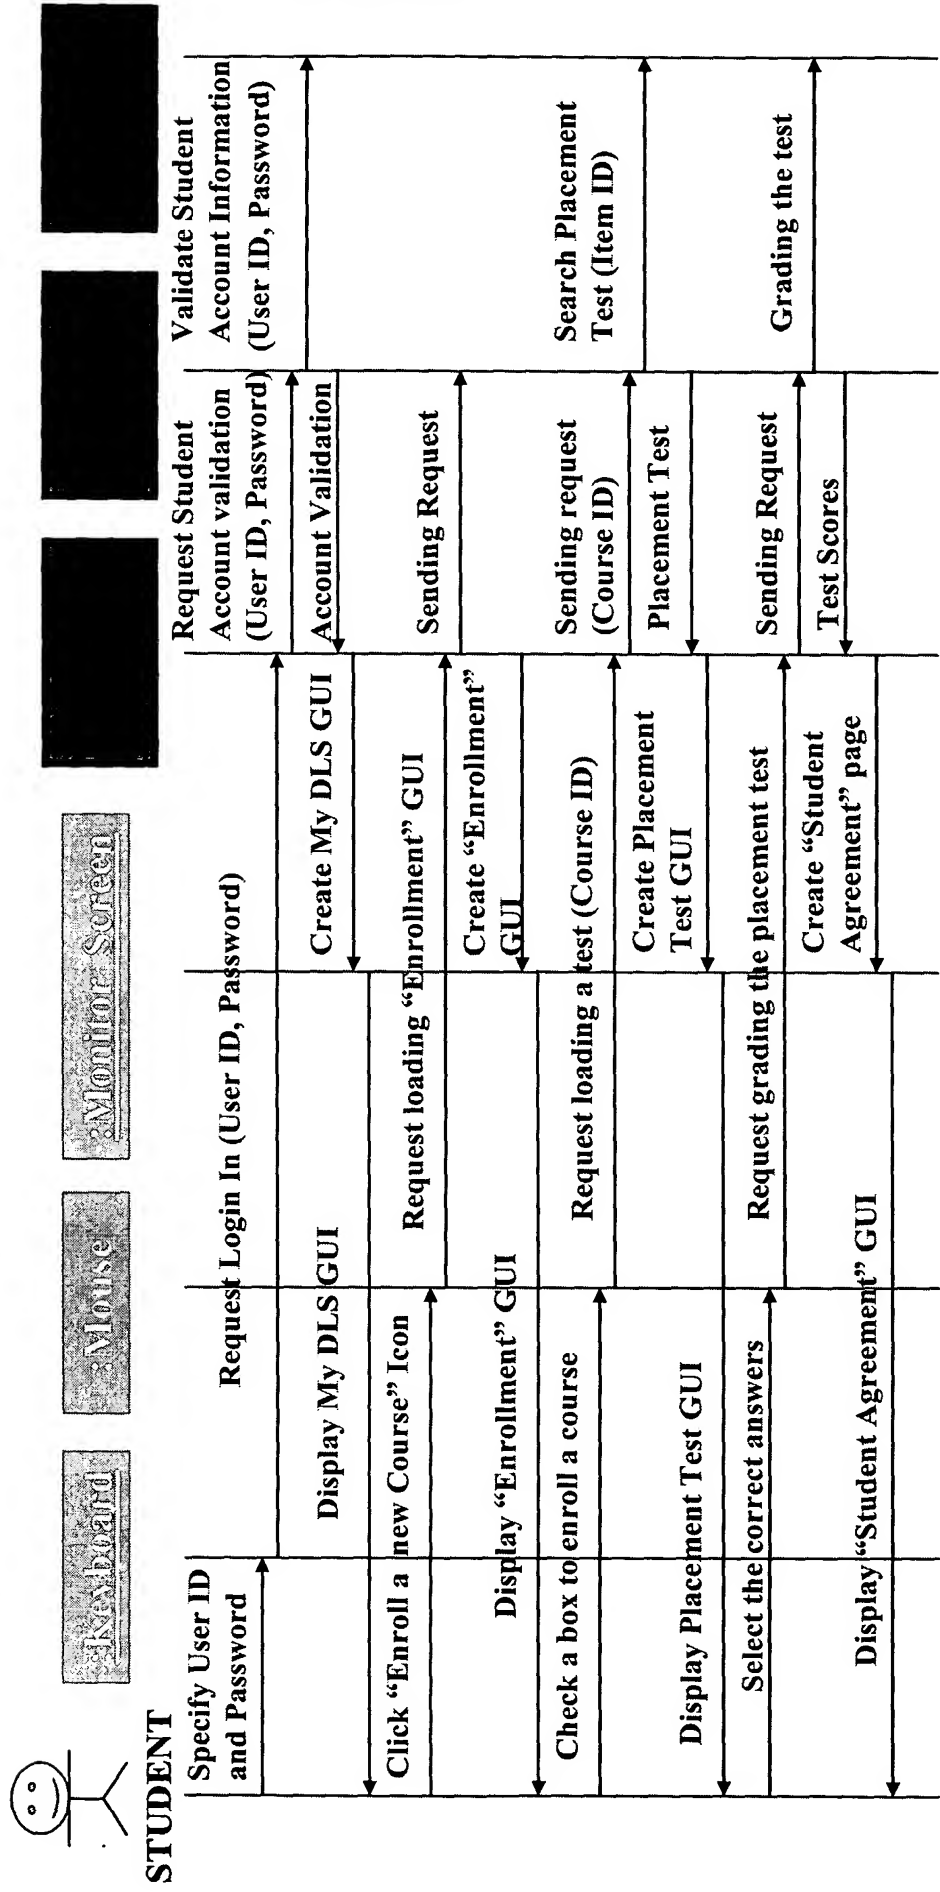 STUDENT
:Keyboard
:Mouse
:Monitor Screen
Specify User ID
and Password
Request Login In (User ID, Password)
Request Student
Account validation
(User ID, Password)
Validate Student
Account Information
(User ID, Password)
Account Validation
Create My DLS GUI
Display My DLS GUI
Click “Enroll a new Course” Icon
Request loading “Enrollment” GUI
Sending Request
Create “Enrollment”
GUI
Display “Enrollment” GUI
Check a box to enroll a course
Request loading a test (Course ID)
Sending request
(Course ID)
Search Placement
Test (Item ID)
Placement Test
Create Placement
Test GUI
Display Placement Test GUI
Select the correct answers
Request grading the placement test
Sending Request
Grading the test
Test Scores
Create “Student
Agreement” page
Display “Student Agreement” GUI